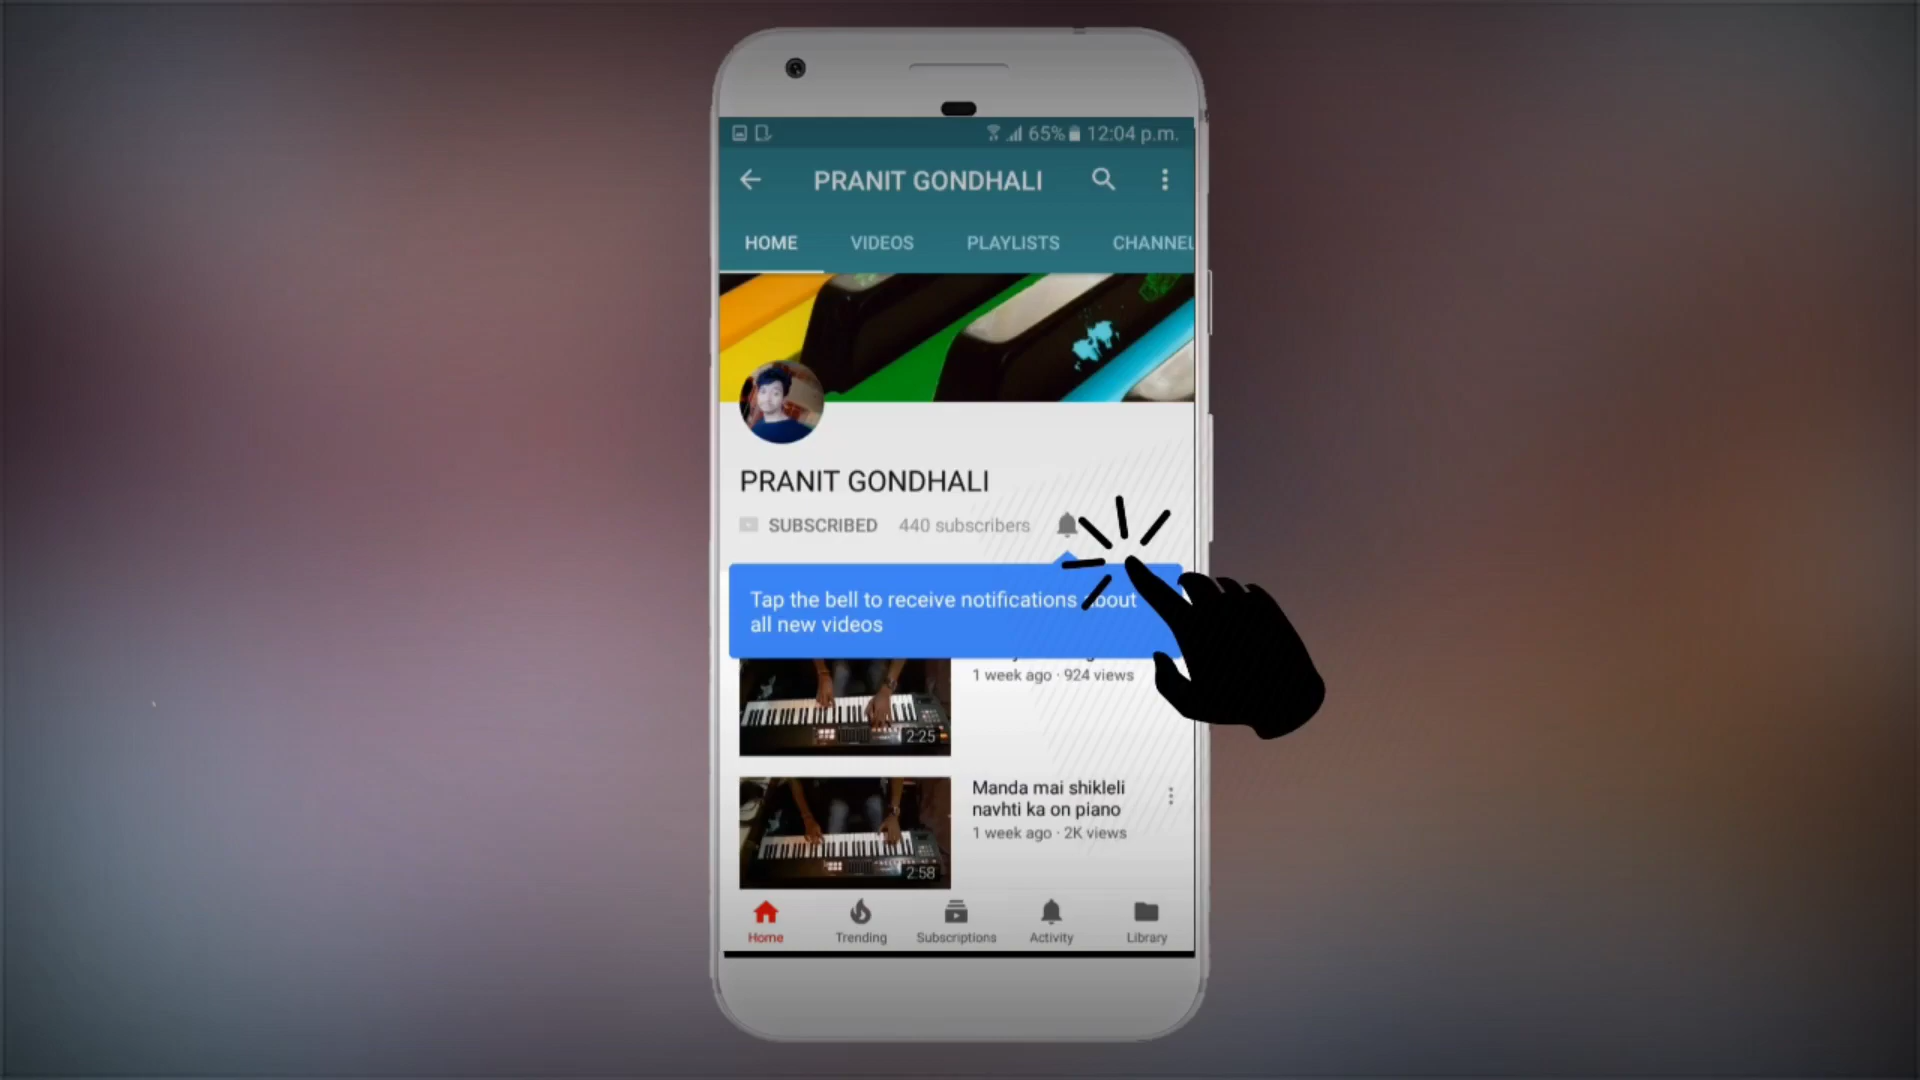 65% 12:04 p.m.
PRANIT GONDHALI
HOME VIDEOS PLAYLISTS CHANNEL
PRANIT GONDHALI
SUBSCRIBED 440 subscribers
Tap the bell to receive notifications about
all new videos
1 week ago · 924 views
2:25
Manda mai shikleli
navhti ka on piano
1 week ago · 2K views
2:58
Home Trending Subscriptions Activity Library